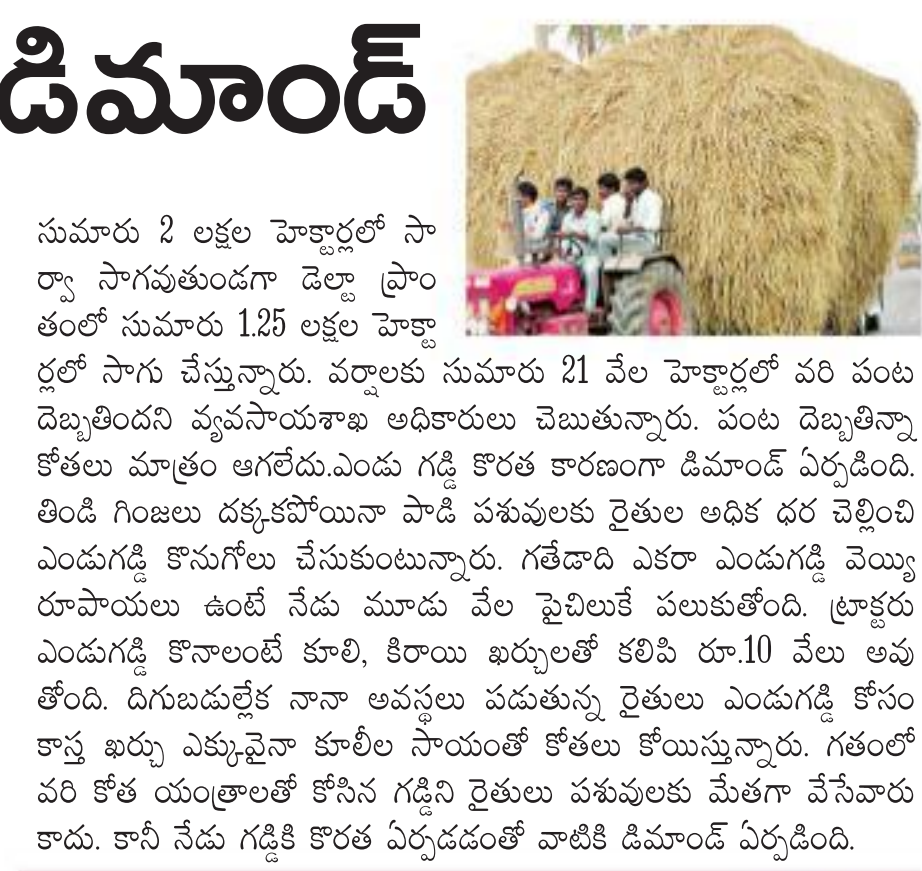 డిమాండ్
సుమారు 2 లక్షల హెక్టార్లలో సా
ర్వా సాగవుతుండగా డెల్టా ప్రాం
తంలో సుమారు 1.25 లక్షల హెక్టా
ర్లలో సాగు చేస్తున్నారు. వర్షాలకు సుమారు 21 వేల హెక్టార్లలో వరి పంట
దెబ్బతిందని వ్యవసాయశాఖ అధికారులు చెబుతున్నారు. పంట దెబ్బతిన్నా
కోతలు మాత్రం ఆగలేదు.ఎండు గడ్డి కొరత కారణంగా డిమాండ్ ఏర్పడింది.
తిండి గింజలు దక్కకపోయినా పాడి పశువులకు రైతుల అధిక ధర చెల్లించి
ఎండుగడ్డి కొనుగోలు చేసుకుంటున్నారు. గతేడాది ఎకరా ఎండుగడ్డి వెయ్యి
రూపాయలు ఉంటే నేడు మూడు వేల పైచిలుకే పలుకుతోంది. ట్రాక్టరు
ఎండుగడ్డి కొనాలంటే కూలి, కిరాయి ఖర్చులతో కలిపి రూ.10 వేలు అవు
తోంది. దిగుబడుల్లేక నానా అవస్థలు పడుతున్న రైతులు ఎండుగడ్డి కోసం
కాస్త ఖర్చు ఎక్కువైనా కూలీల సాయంతో కోతలు కోయిస్తున్నారు. గతంలో
వరి కోత యంత్రాలతో కోసిన గడ్డిని రైతులు పశువులకు మేతగా వేసేవారు
కాదు. కానీ నేడు గడ్డికి కొరత ఏర్పడడంతో వాటికి డిమాండ్ ఏర్పడింది.